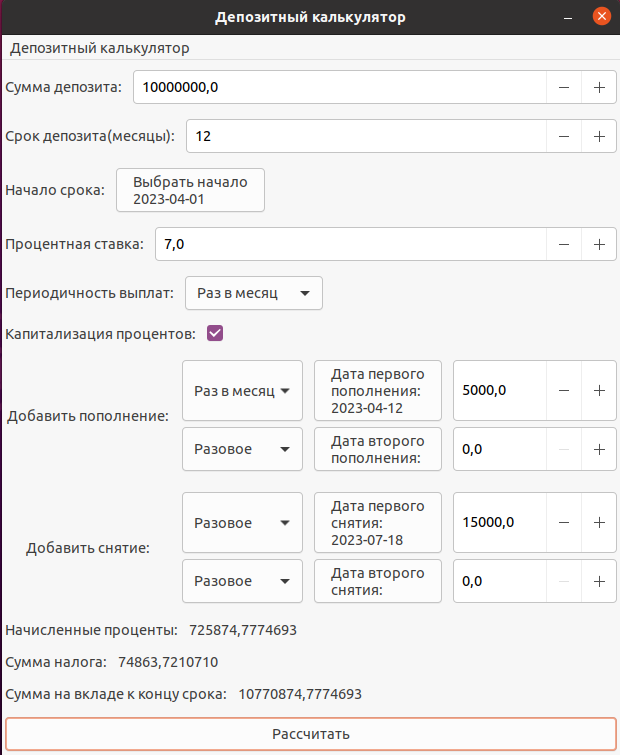 Депозитный калькулятор
Депозитный калькулятор
Сумма депозита: 10000000,0
Срок депозита(месяцы): 12
Начало срока: Выбрать начало
2023-04-01
Процентная ставка: 7,0
Периодичность выплат: Раз в месяц
Капитализация процентов:
Добавить пополнение:
Раз в месяц
Дата первого
пополнения:
2023-04-12
5000,0
Разовое
Дата второго
пополнения:
0,0
Добавить снятие:
Разовое
Дата первого
снятия:
2023-07-18
15000,0
Разовое
Дата второго
снятия:
0,0
Начисленные проценты: 725874,7774693
Сумма налога: 74863,7210710
Сумма на вкладе к концу срока: 10770874,7774693
Рассчитать